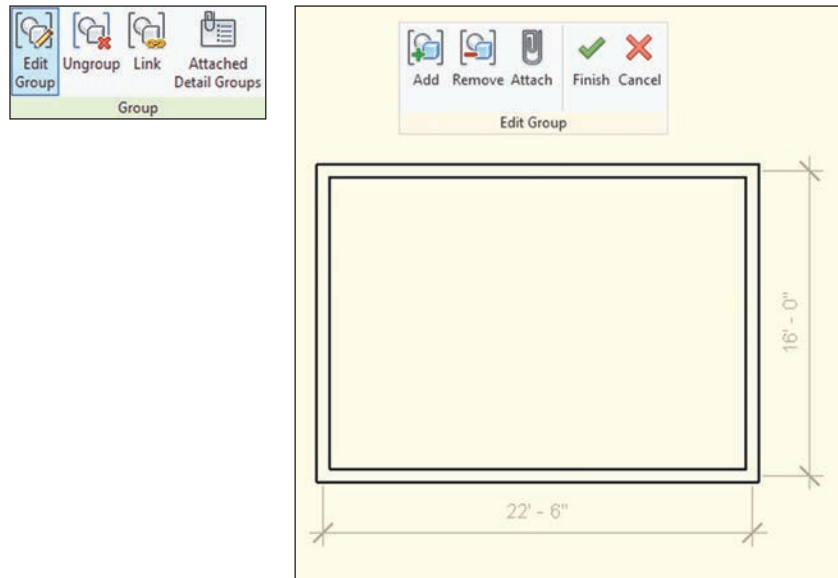 Edit Group
Ungroup
Link
Attached Detail Groups
Group
Add
Remove
Attach
Finish
Cancel
Edit Group
16' - 0"
22' - 6"